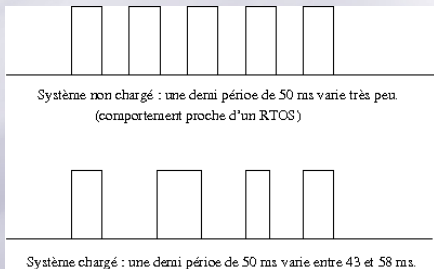 Système non chargé : une demi périoe de 50 ms varie très peu.
(comportement proche d'un RTOS)
Système chargé : une demi périoe de 50 ms varie entre 43 et 58 ms.